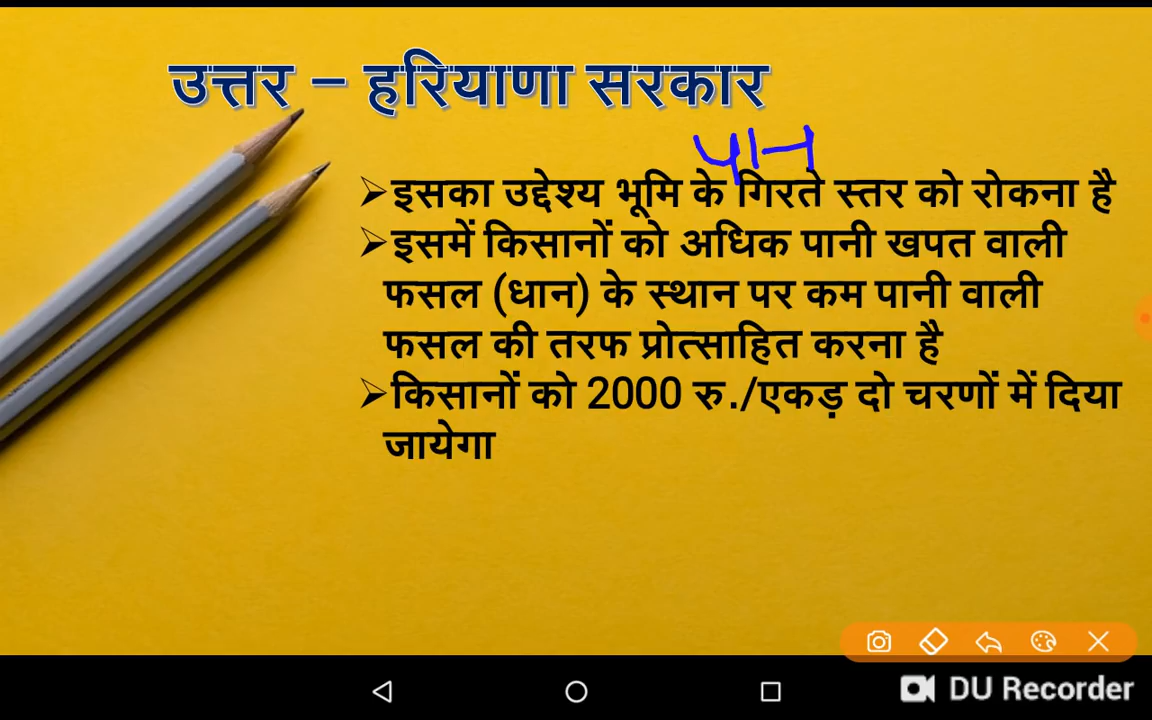 उत्तर – हरियाणा सरकार
पान
➢इसका उद्देश्य भूमि के गिरते स्तर को रोकना है
➢इसमें किसानों को अधिक पानी खपत वाली
फसल (धान) के स्थान पर कम पानी वाली
फसल की तरफ प्रोत्साहित करना है
➢किसानों को 2000 रु./एकड़ दो चरणों में दिया
जायेगा
DU Recorder